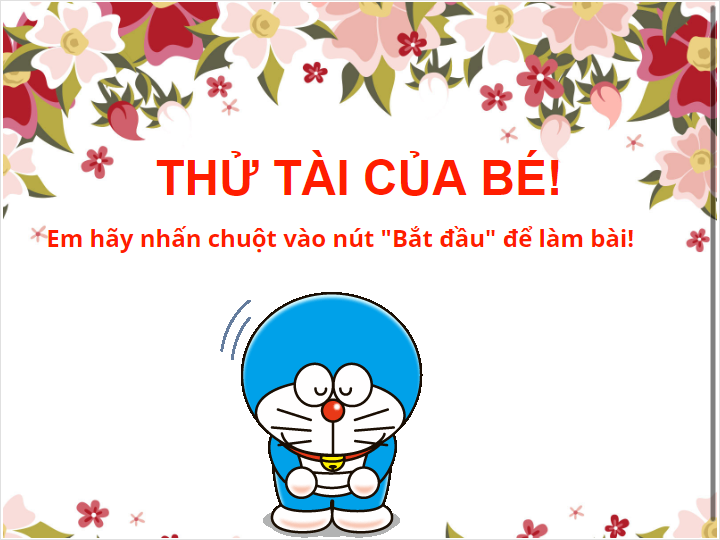 THỬ TÀI CỦA BÉ!
Em hãy nhấn chuột vào nút "Bắt đầu" để làm bài!